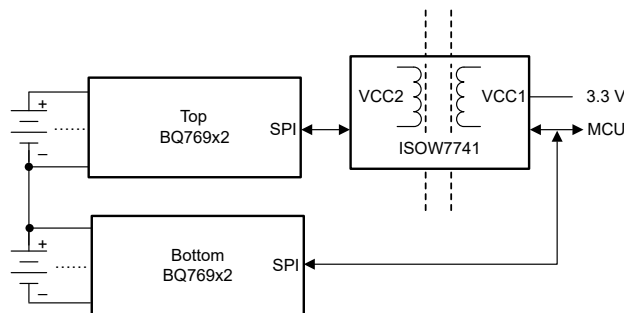 Top
BQ769x2
SPI
VCC2
VCC1
3.3 V
MCU
ISOW7741
+
−
Bottom
BQ769x2
SPI
+
−